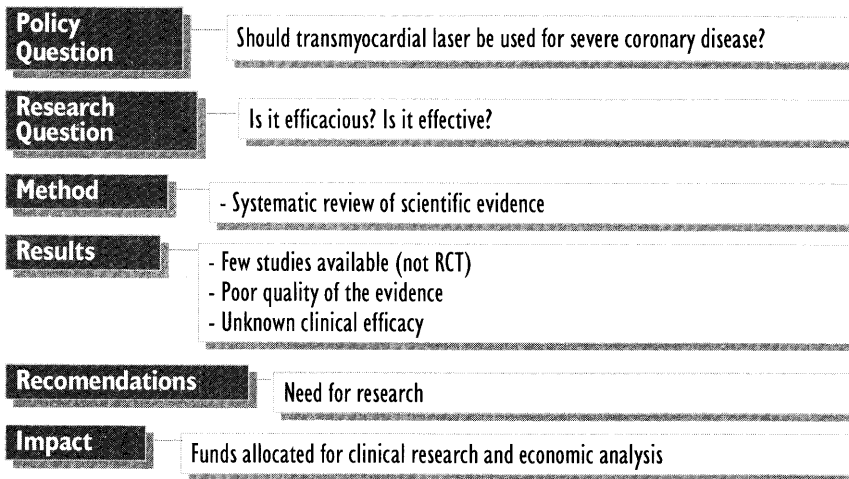 Policy
Question
Should transmyocardial laser be used for severe coronary disease?
Research
Question
Is it efficacious? Is it effective?
Method
- Systematic review of scientific evidence
Results
- Few studies available (not RCT)
- Poor quality of the evidence
- Unknown clinical efficacy
Recomendations
Need for research
Impact
Funds allocated for clinical research and economic analysis